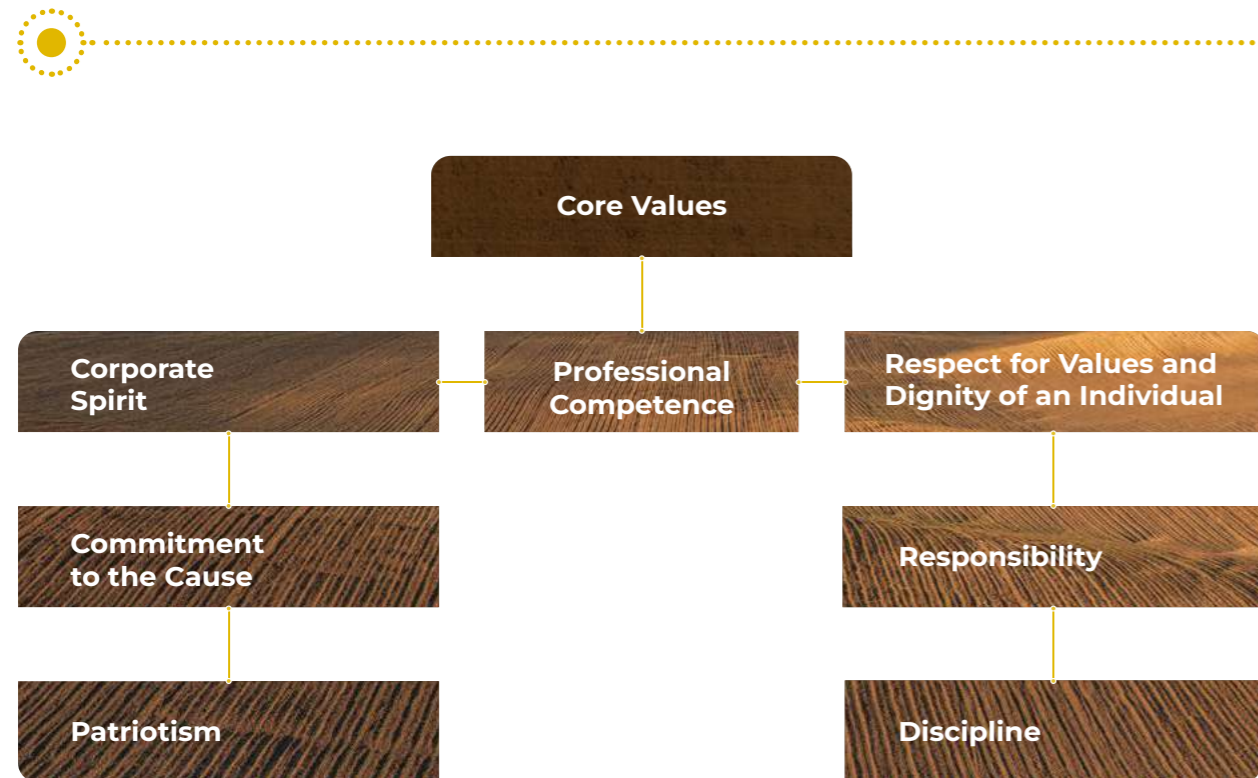 Core Values
Corporate
Spirit
Professional
Competence
Respect for Values and
Dignity of an Individual
Commitment
to the Cause
Responsibility
Patriotism
Discipline